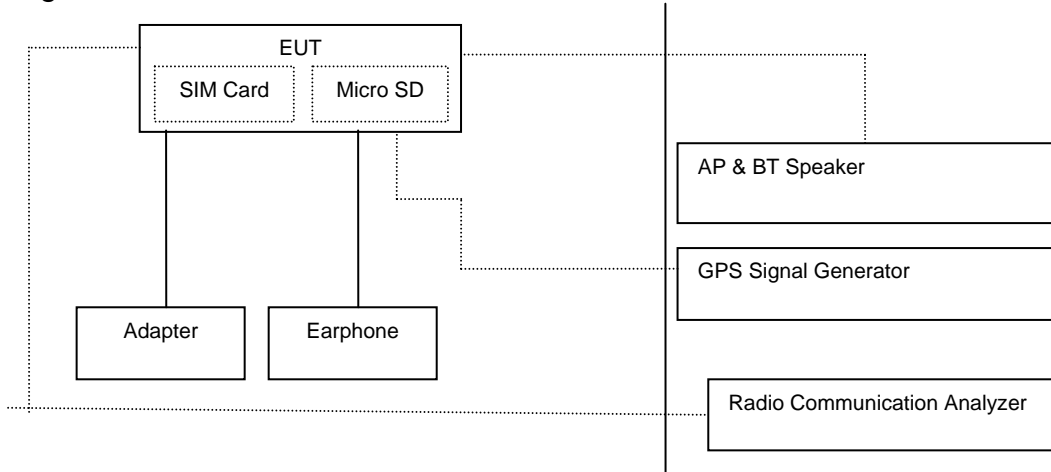 EUT
SIM Card
Micro SD
AP & BT Speaker
GPS Signal Generator
Adapter
Earphone
Radio Communication Analyzer